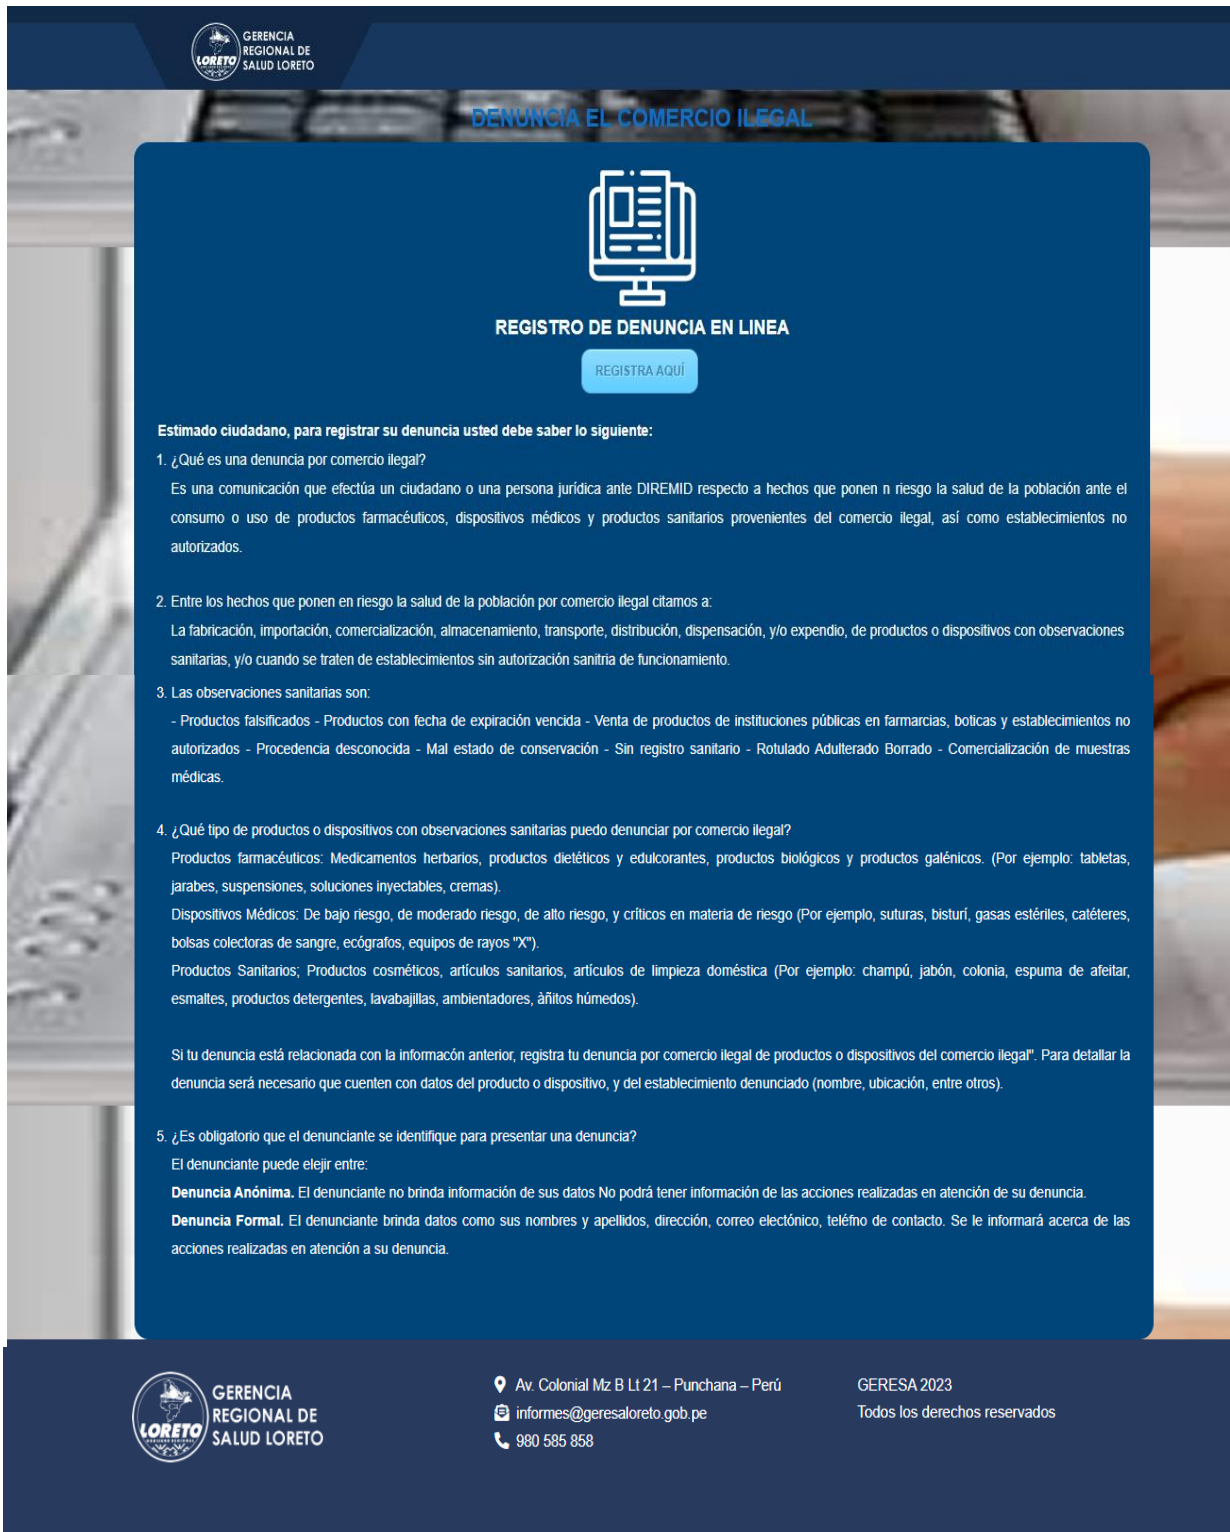 GERENCIA
REGIONAL DE
SALUD LORETO
LORETO
DENUNCIA EL COMERCIO ILEGAL
REGISTRO DE DENUNCIA EN LINEA
REGISTRA AQUÍ
Estimado ciudadano, para registrar su denuncia usted debe saber lo siguiente:
1. ¿Qué es una denuncia por comercio ilegal?
Es una comunicación que efectúa un ciudadano o una persona jurídica ante DIREMID respecto a hechos que ponen n riesgo la salud de la población ante el
consumo o uso de productos farmacéuticos, dispositivos médicos y productos sanitarios provenientes del comercio ilegal, así como establecimientos no
autorizados.
2. Entre los hechos que ponen en riesgo la salud de la población por comercio ilegal citamos a:
La fabricación, importación, comercialización, almacenamiento, transporte, distribución, dispensación, y/o expendio, de productos o dispositivos con observaciones
sanitarias, y/o cuando se traten de establecimientos sin autorización sanitria de funcionamiento.
3. Las observaciones sanitarias son:
- Productos falsificados - Productos con fecha de expiración vencida - Venta de productos de instituciones públicas en farmarcias, boticas y establecimientos no
autorizados - Procedencia desconocida - Mal estado de conservación - Sin registro sanitario - Rotulado Adulterado Borrado - Comercialización de muestras
médicas.
4. ¿Qué tipo de productos o dispositivos con observaciones sanitarias puedo denunciar por comercio ilegal?
Productos farmacéuticos: Medicamentos herbarios, productos dietéticos y edulcorantes, productos biológicos y productos galénicos. (Por ejemplo: tabletas,
jarabes, suspensiones, soluciones inyectables, cremas).
Dispositivos Médicos: De bajo riesgo, de moderado riesgo, de alto riesgo, y críticos en materia de riesgo (Por ejemplo, suturas, bisturí, gasas estériles, catéteres,
bolsas colectoras de sangre, ecógrafos, equipos de rayos "X").
Productos Sanitarios; Productos cosméticos, artículos sanitarios, artículos de limpieza doméstica (Por ejemplo: champú, jabón, colonia, espuma de afeitar,
esmaltes, productos detergentes, lavabajillas, ambientadores, àñitos húmedos).
Si tu denuncia está relacionada con la informacón anterior, registra tu denuncia por comercio ilegal de productos o dispositivos del comercio ilegal". Para detallar la
denuncia será necesario que cuenten con datos del producto o dispositivo, y del establecimiento denunciado (nombre, ubicación, entre otros).
5. ¿Es obligatorio que el denunciante se identifique para presentar una denuncia?
El denunciante puede elejir entre:
Denuncia Anónima. El denunciante no brinda información de sus datos No podrá tener información de las acciones realizadas en atención de su denuncia.
Denuncia Formal. El denunciante brinda datos como sus nombres y apellidos, dirección, correo electónico, teléfno de contacto. Se le informará acerca de las
acciones realizadas en atención a su denuncia.
GERENCIA
REGIONAL DE
SALUD LORETO
LORETO
Av. Colonial Mz B Lt 21 – Punchana – Perú
informes@geresaloreto.gob.pe
980 585 858
GERESA 2023
Todos los derechos reservados